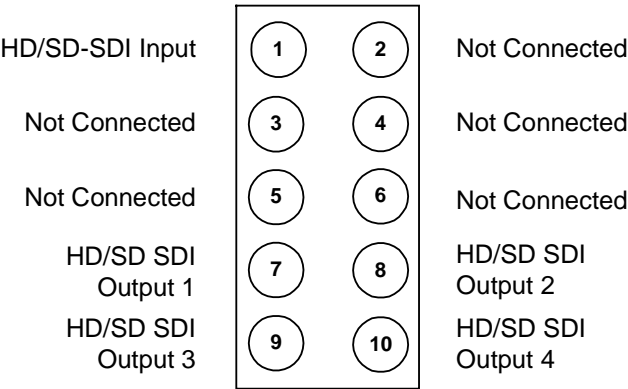 HD/SD-SDI Input 1 2 Not Connected
Not Connected 3 4 Not Connected
Not Connected 5 6 Not Connected
HD/SD SDI
Output 1
7 8
HD/SD SDI
Output 2
HD/SD SDI
Output 3
9 10
HD/SD SDI
Output 4